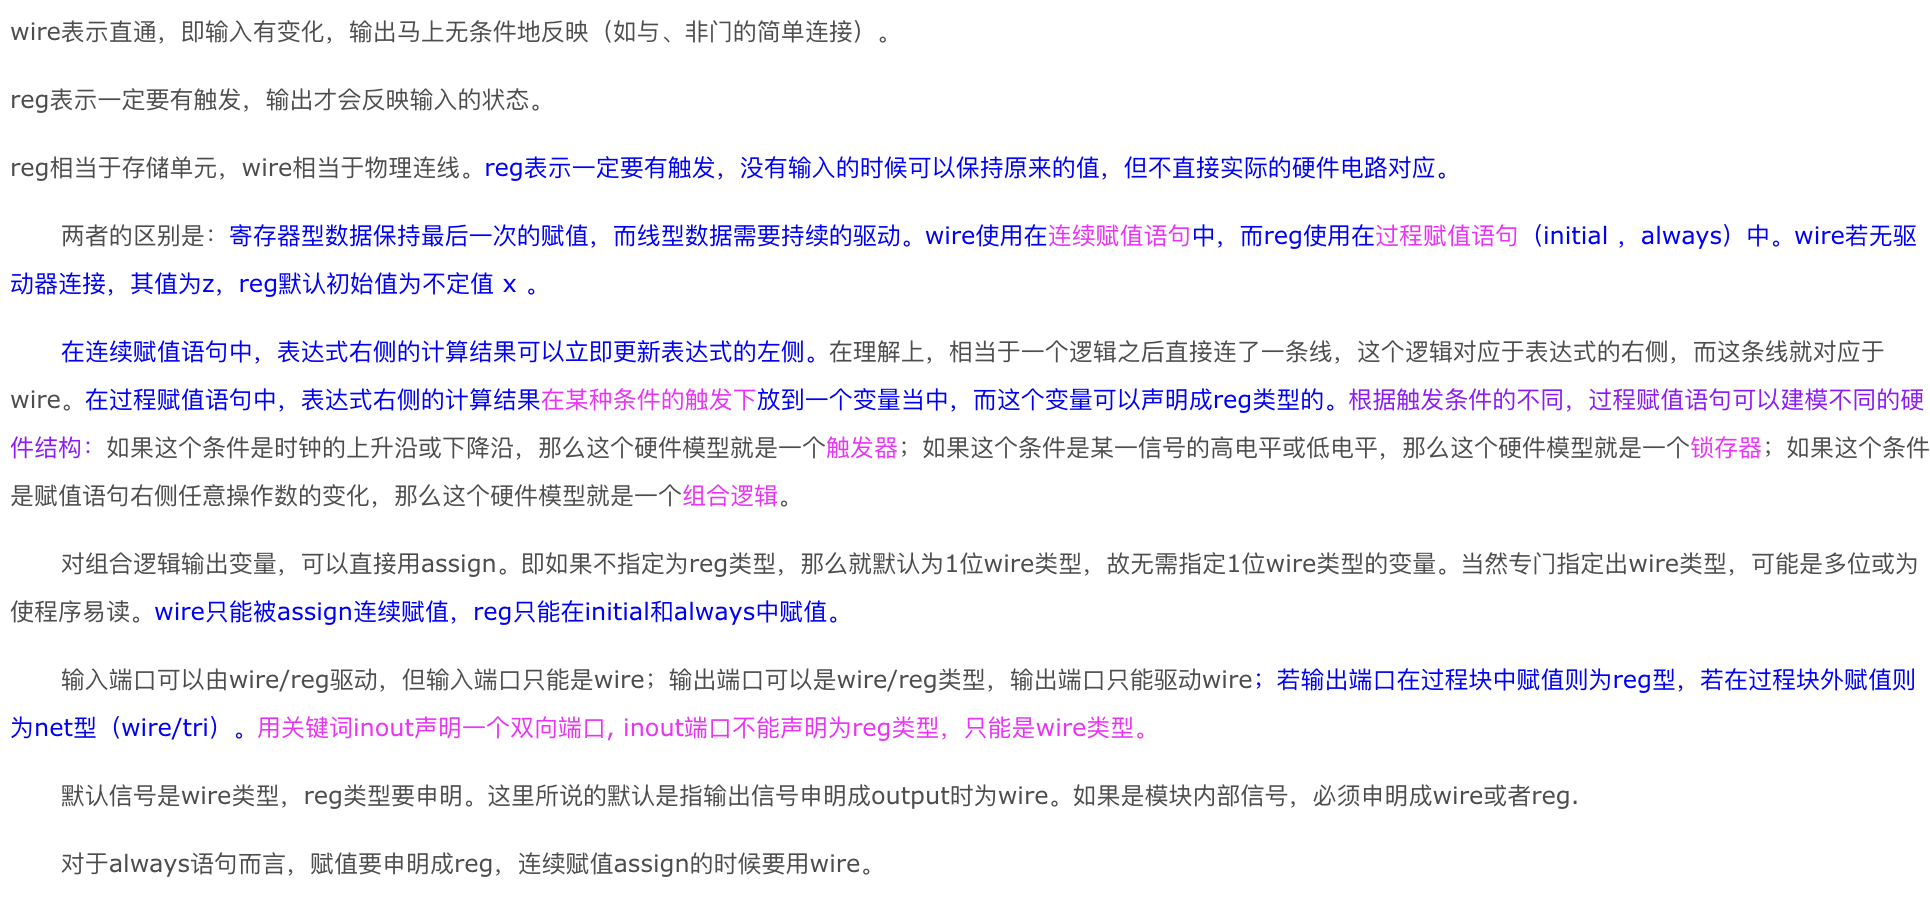 wire表示直通，即输入有变化，输出马上无条件地反映（如与、非门的简单连接）。
reg表示一定要有触发，输出才会反映输入的状态。
reg相当于存储单元，wire相当于物理连线。reg表示一定要有触发，没有输入的时候可以保持原来的值，但不直接实际的硬件电路对应。
两者的区别是：寄存器型数据保持最后一次的赋值，而线型数据需要持续的驱动。wire使用在连续赋值语句中，而reg使用在过程赋值语句（initial ，always）中。wire若无驱
动器连接，其值为z，reg默认初始值为不定值 x 。
在连续赋值语句中，表达式右侧的计算结果可以立即更新表达式的左侧。在理解上，相当于一个逻辑之后直接连了一条线，这个逻辑对应于表达式的右侧，而这条线就对应于
wire。在过程赋值语句中，表达式右侧的计算结果在某种条件的触发下放到一个变量当中，而这个变量可以声明成reg类型的。根据触发条件的不同，过程赋值语句可以建模不同的硬
件结构：如果这个条件是时钟的上升沿或下降沿，那么这个硬件模型就是一个触发器；如果这个条件是某一信号的高电平或低电平，那么这个硬件模型就是一个锁存器；如果这个条件
是赋值语句右侧任意操作数的变化，那么这个硬件模型就是一个组合逻辑。
对组合逻辑输出变量，可以直接用assign。即如果不指定为reg类型，那么就默认为1位wire类型，故无需指定1位wire类型的变量。当然专门指定出wire类型，可能是多位或为
使程序易读。wire只能被assign连续赋值，reg只能在initial和always中赋值。
输入端口可以由wire/reg驱动，但输入端口只能是wire；输出端口可以是wire/reg类型，输出端口只能驱动wire；若输出端口在过程块中赋值则为reg型，若在过程块外赋值则
为net型（wire/tri）。用关键词inout声明一个双向端口, inout端口不能声明为reg类型，只能是wire类型。
默认信号是wire类型，reg类型要申明。这里所说的默认是指输出信号申明成output时为wire。如果是模块内部信号，必须申明成wire或者reg.
对于always语句而言，赋值要申明成reg，连续赋值assign的时候要用wire。